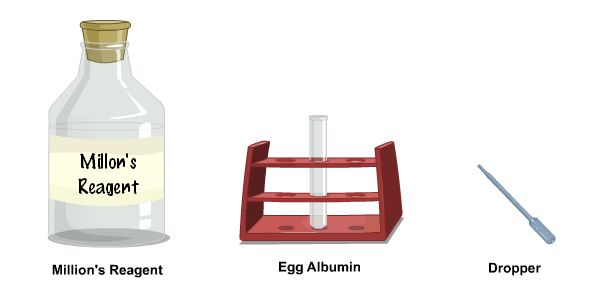 Millon's
Reagent
Million's Reagent
Egg Albumin
Dropper